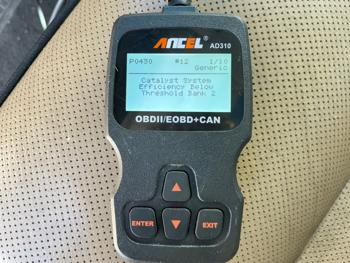 ANCEL
AD310
P0430 #12 1/10
Generic
Catalyst System
Efficiency Below
Threshold Bank 2
OBDII/EOBD+CAN
ENTER
EXIT